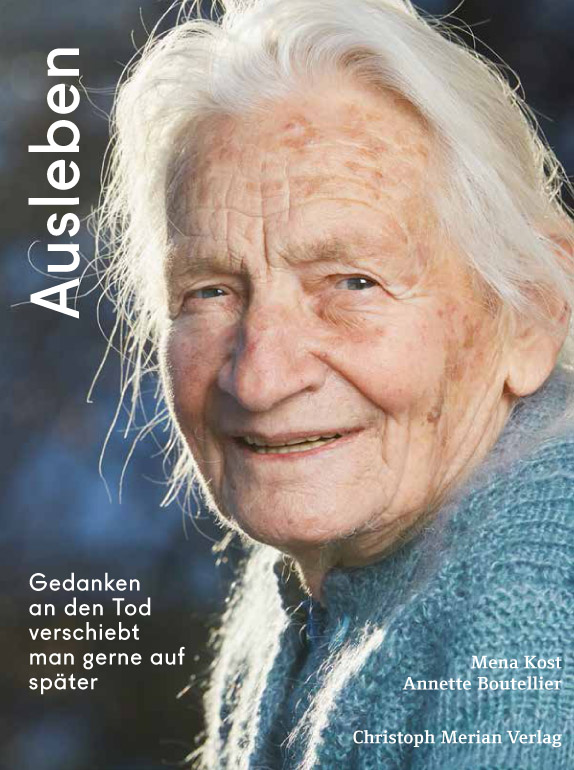 Ausleben
Gedanken
an den Tod
verschiebt
man gerne auf
später
Mena Kost
Annette Boutellier
Christoph Merian Verlag